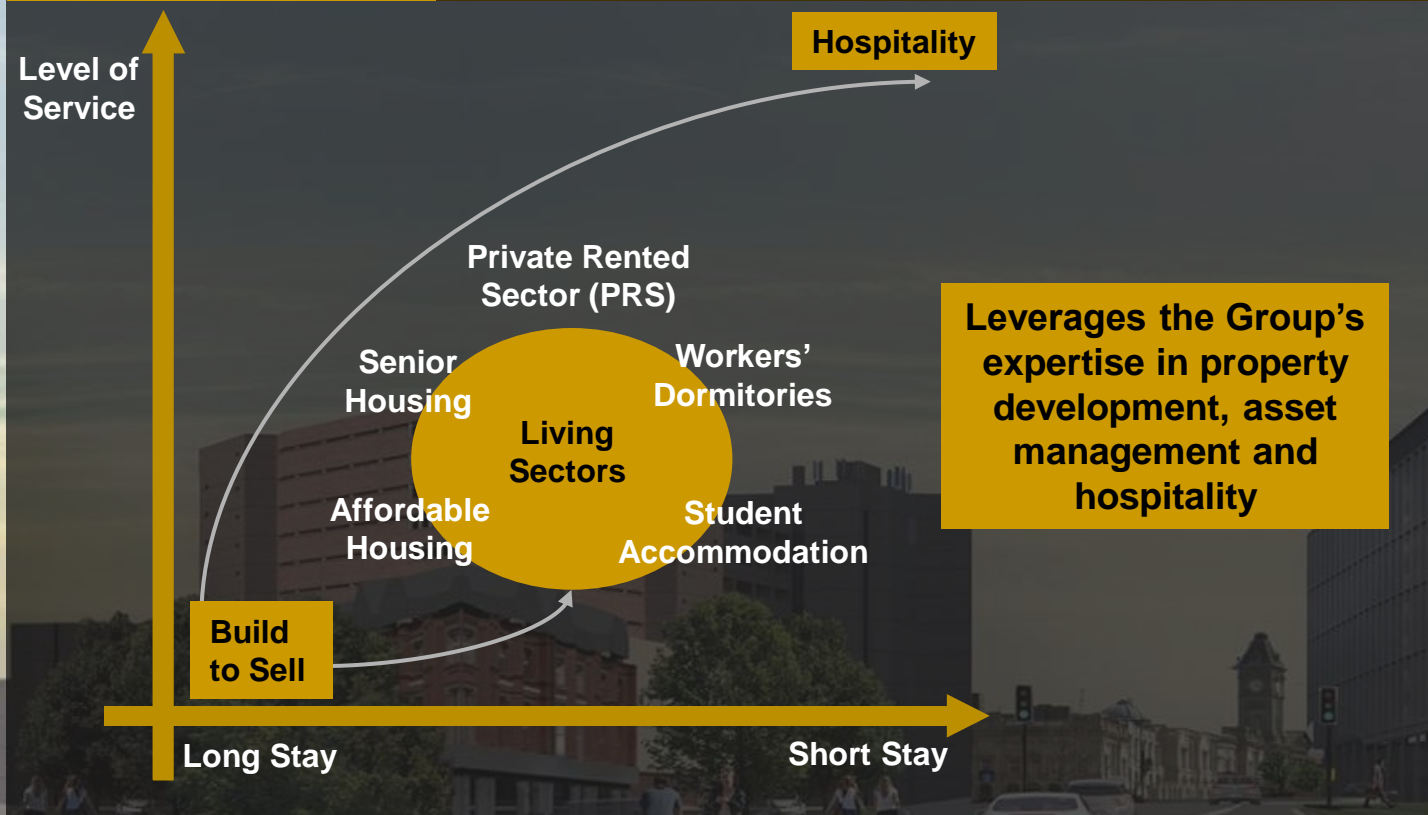 Hospitality
Level of
Service
Private Rented
Sector (PRS)
Senior
Housing
Workers’
Dormitories
Living
Sectors
Affordable
Housing
Student
Accommodation
Leverages the Group’s
expertise in property
development, asset
management and
hospitality
Build
to Sell
Long Stay
Short Stay